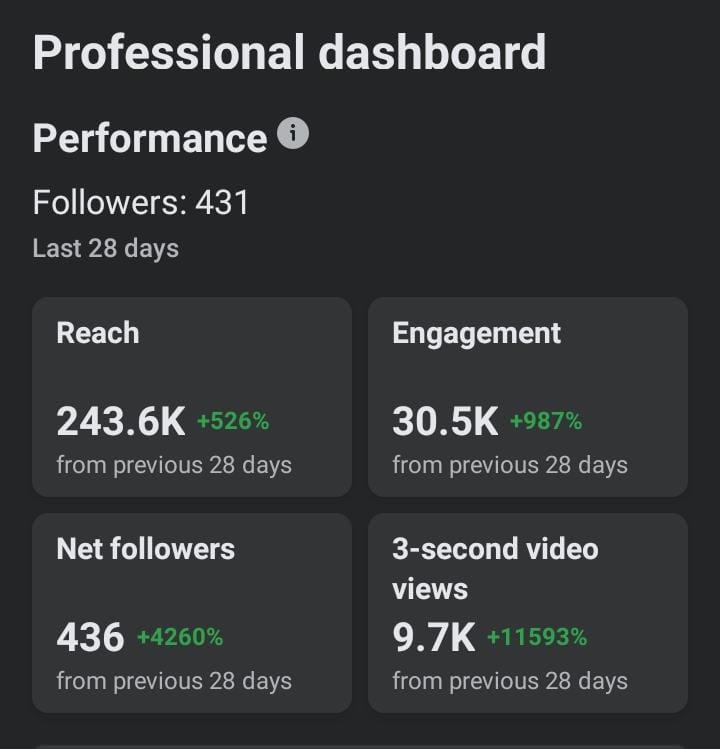 Professional dashboard
Performance
Followers: 431
Last 28 days
Reach
243.6K +526%
from previous 28 days
Engagement
30.5K +987%
from previous 28 days
Net followers
436 +4260%
from previous 28 days
3-second video
views
9.7K +11593%
from previous 28 days